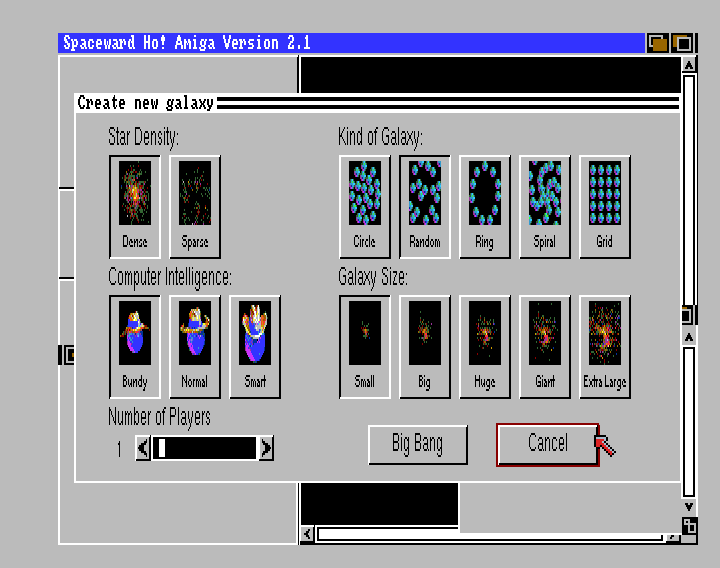 Spaceward Ho! Amiga Version 2.1
Create new galaxy
Star Density:
Kind of Galaxy:
Dense
Sparse
Circle
Random
Ring
Spiral
Grid
Computer Intelligence:
Galaxy Size:
Bundy
Normal
Smart
Small
Big
Huge
Giant
Extra Large
Number of Players
1
Big Bang
Cancel